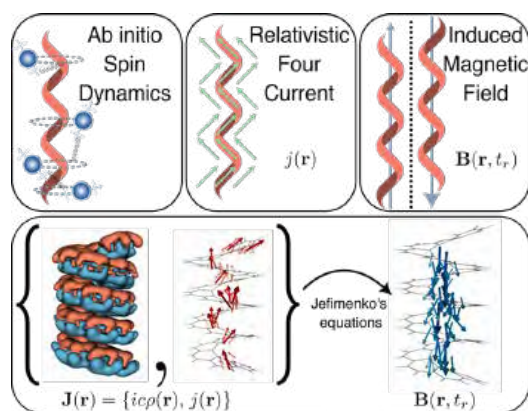 Ab initio
Spin
Dynamics
Relativistic
Four
Current
j(r)
Induced
Magnetic
Field
B(r, t_r)
Jefimenko's
equations
J(r) = {icρ(r), j(r)}
B(r, t_r)